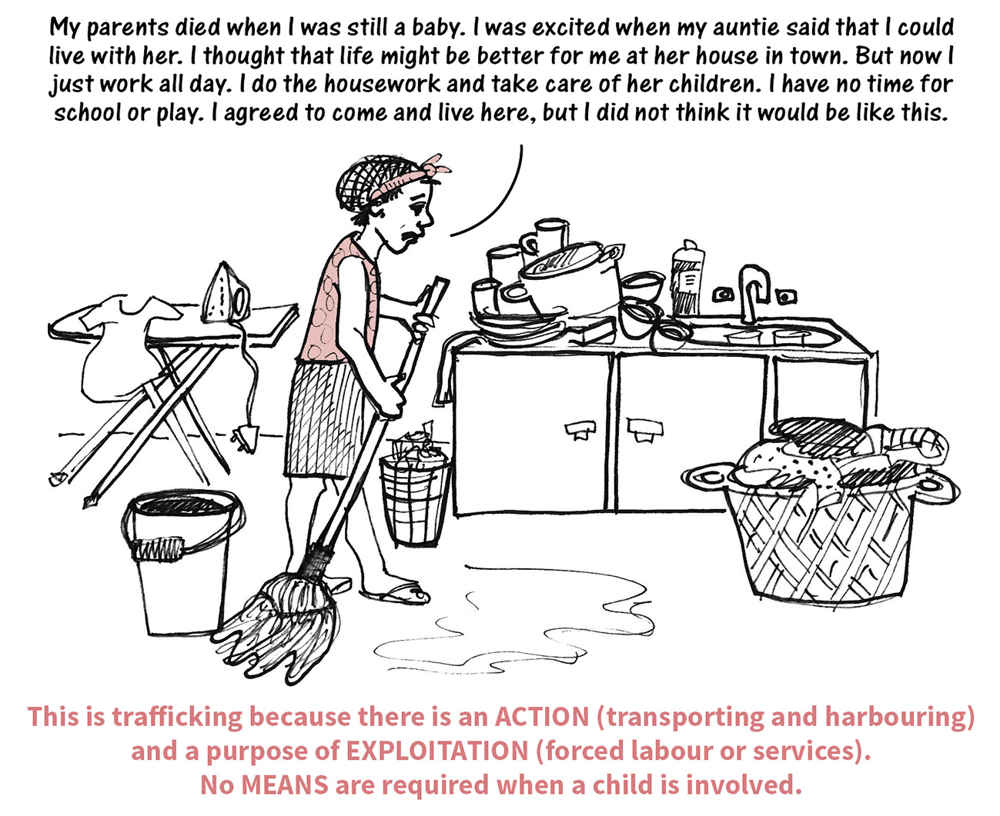 My parents died when I was still a baby. I was excited when my auntie said that I could
live with her. I thought that life might be better for me at her house in town. But now I
just work all day. I do the housework and take care of her children. I have no time for
school or play. I agreed to come and live here, but I did not think it would be like this.
This is trafficking because there is an ACTION (transporting and harbouring)
and a purpose of EXPLOITATION (forced labour or services).
No MEANS are required when a child is involved.